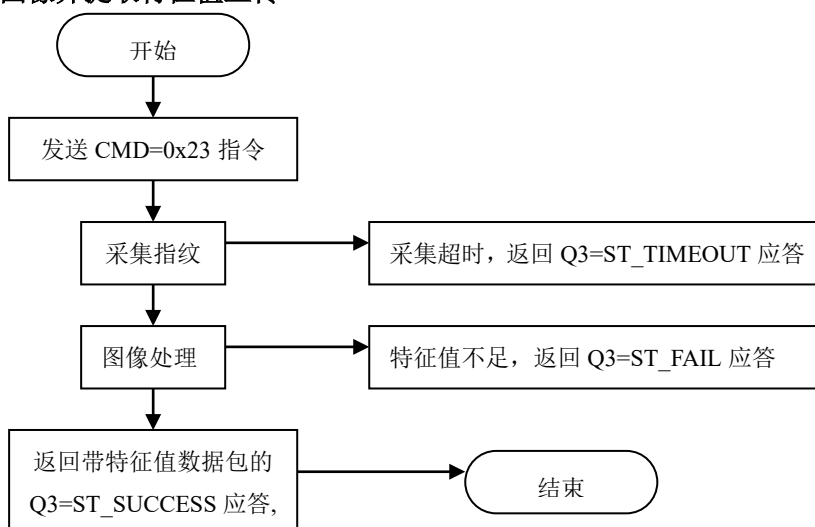 开始
发送 CMD=0x23 指令
采集指纹
采集超时，返回 Q3=ST_TIMEOUT 应答
图像处理
特征值不足，返回 Q3=ST_FAIL 应答
返回带特征值数据包的
Q3=ST_SUCCESS 应答,
结束